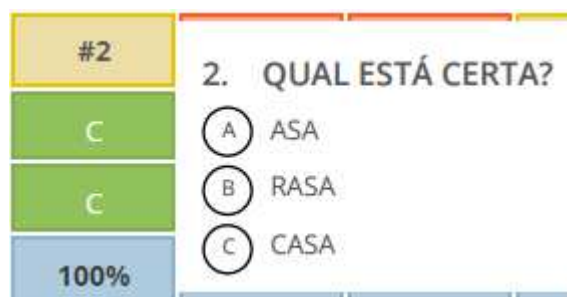 #2
C
C
100%
2. QUAL ESTÁ CERTA?
A ASA
B RASA
C CASA